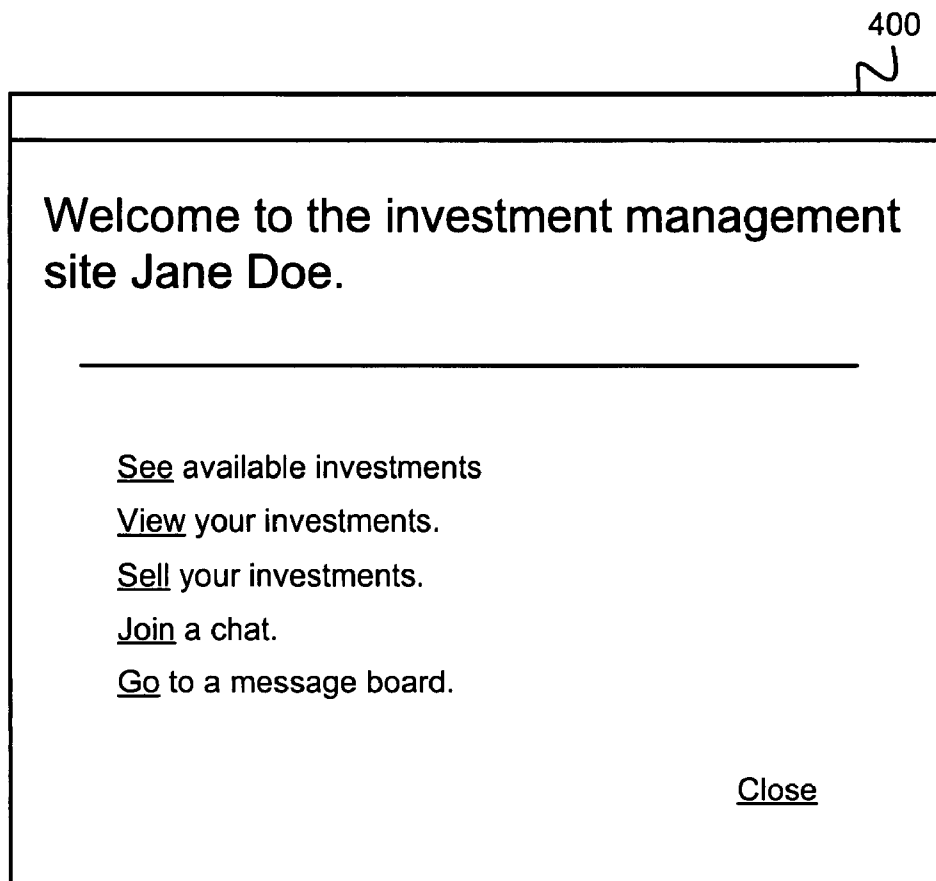 400
Welcome to the investment management
site Jane Doe.
See available investments
View your investments.
Sell your investments.
Join a chat.
Go to a message board.
Close